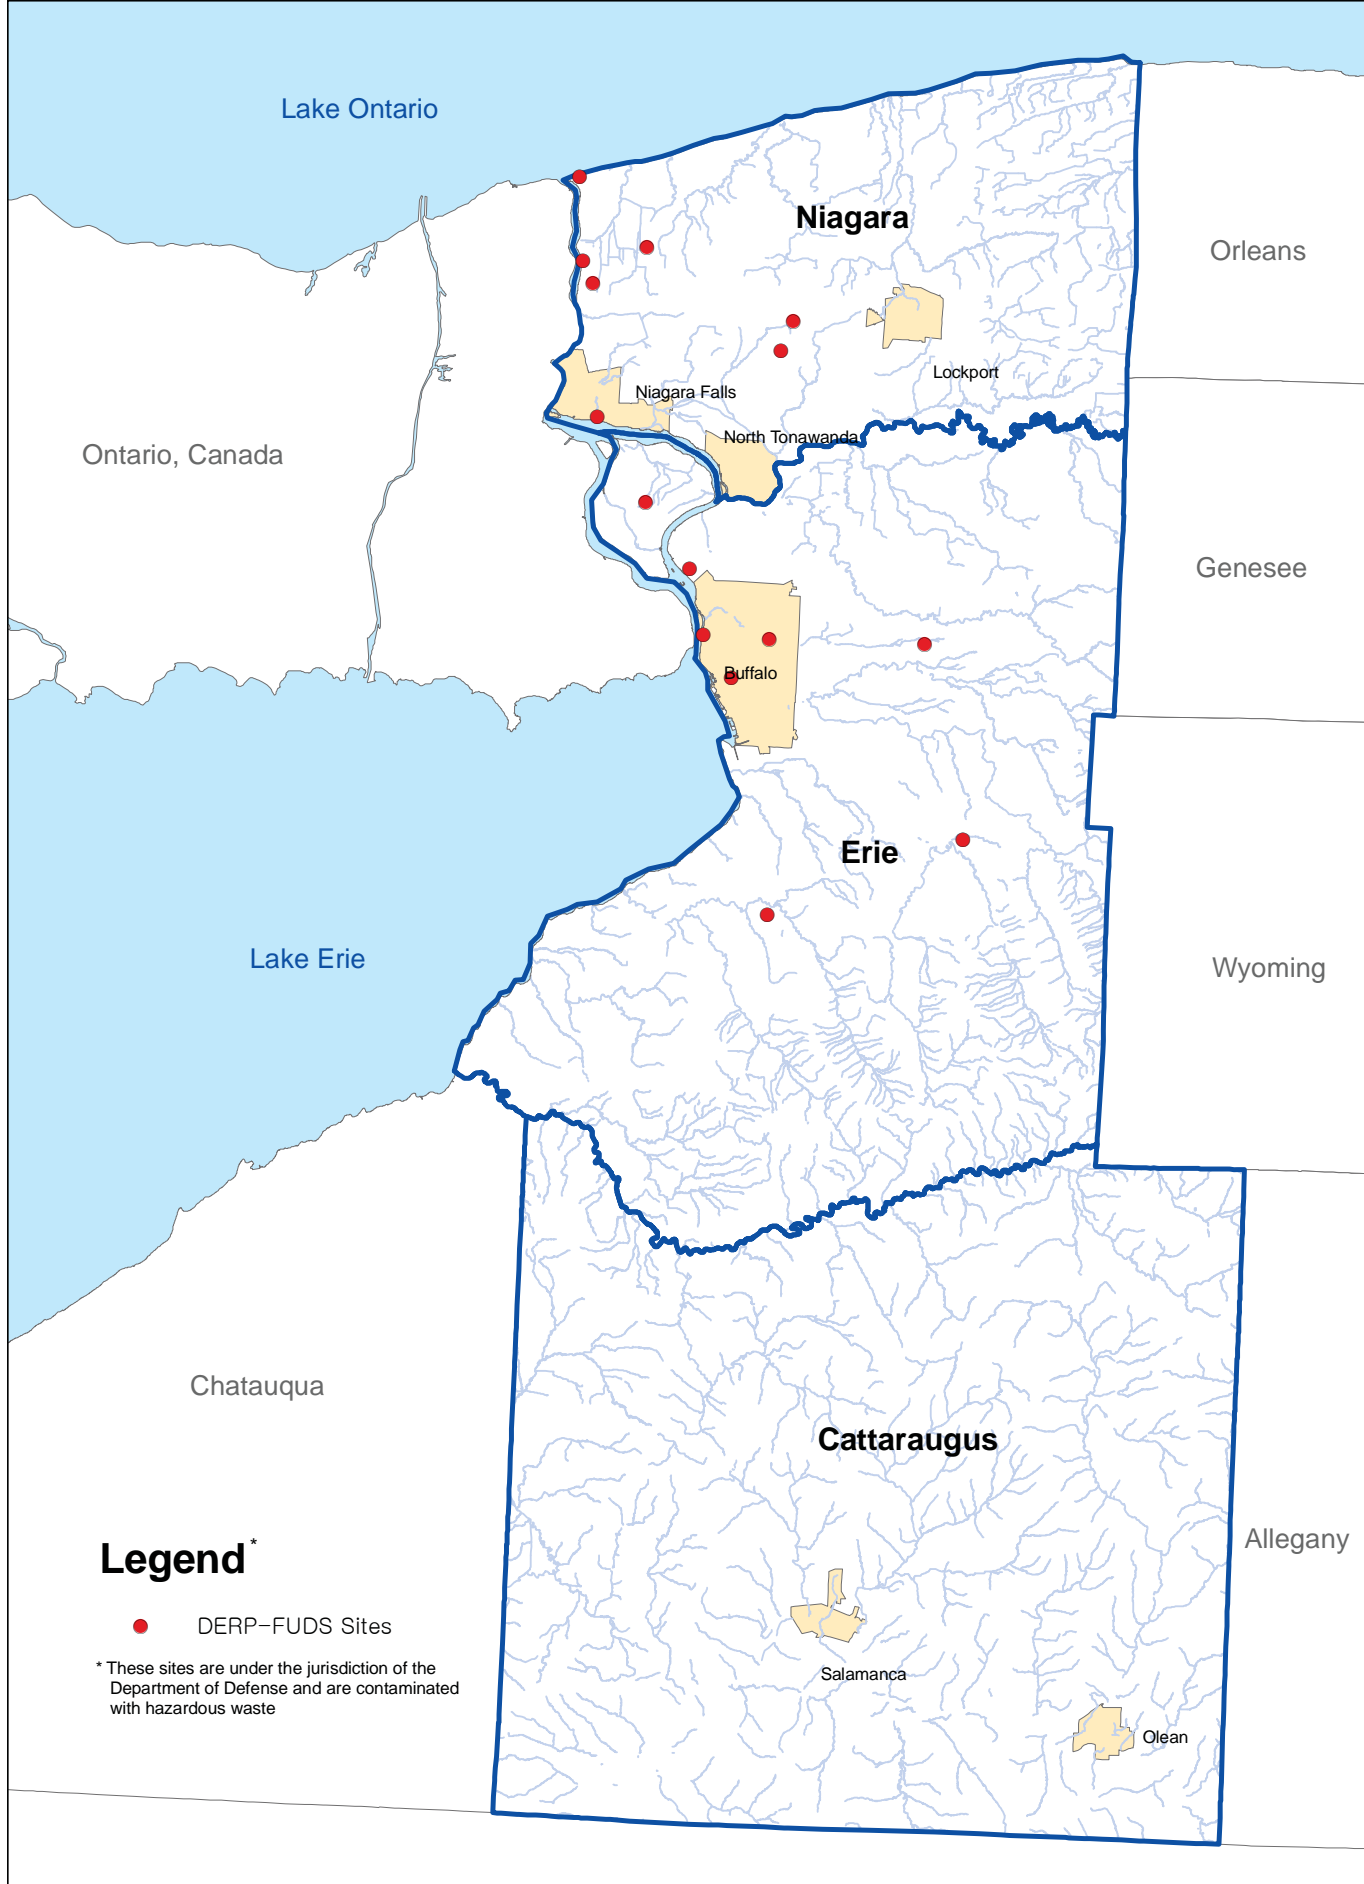 Lake Ontario
Niagara
Orleans
Lockport
Niagara Falls
North Tonawanda
Ontario, Canada
Genesee
Buffalo
Erie
Lake Erie
Wyoming
Chatauqua
Cattaraugus
Allegany
Legend*
DERP-FUDS Sites
* These sites are under the jurisdiction of the
Department of Defense and are contaminated
with hazardous waste
Salamanca
Olean